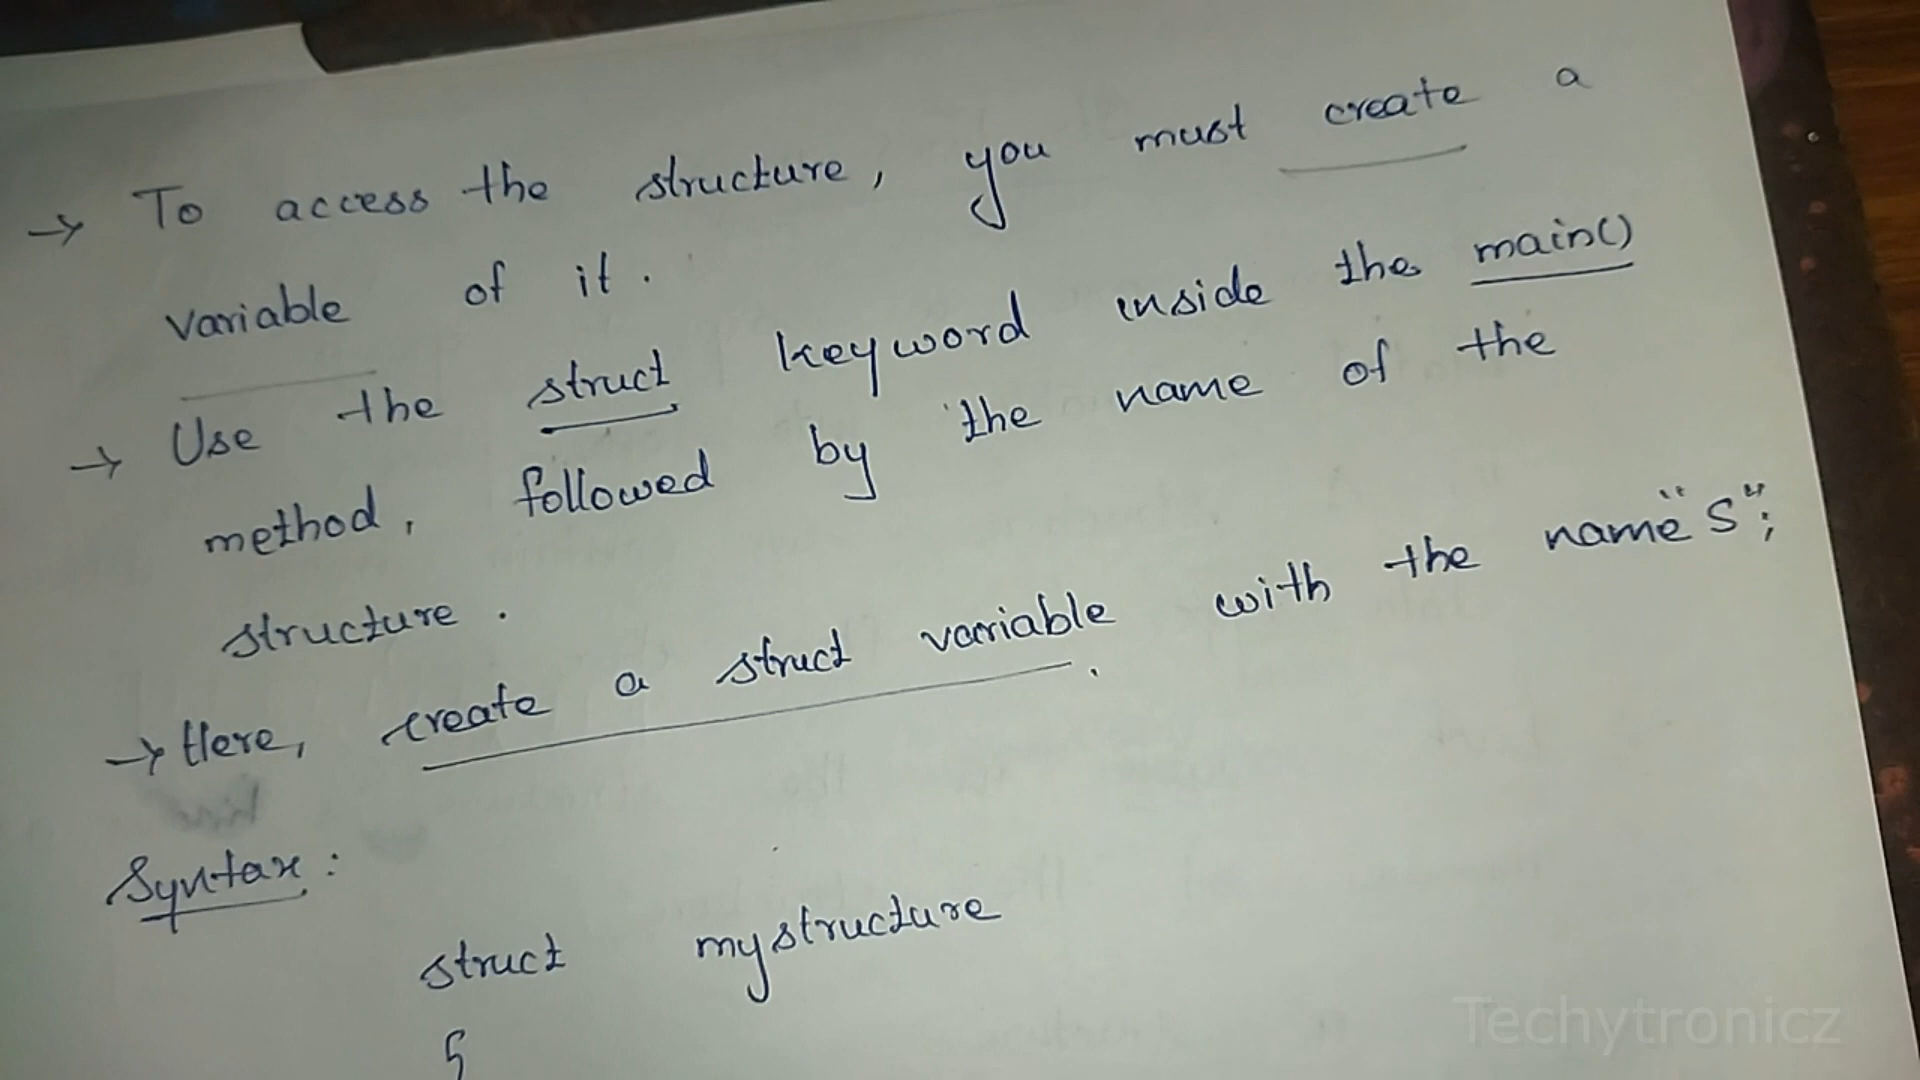 → To access the structure, you must create a
variable of it.
→ Use the struct keyword inside the main()
method, followed by the name of the
structure.
→ Here, create a struct variable with the name "S";
Syntax:
struct mystructure
{
Techytronicz